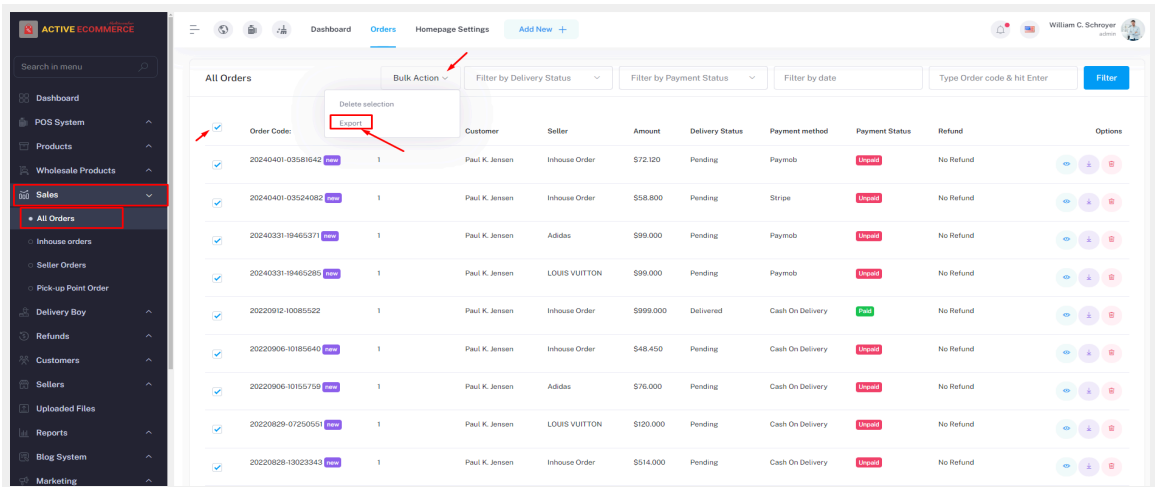 ACTIVE ECOMMERCE
Search in menu
Dashboard
POS System
Products
Wholesale Products
Sales
All Orders
Inhouse orders
Seller Orders
Pick-up Point Order
Delivery Boy
Refunds
Customers
Sellers
Uploaded Files
Reports
Blog System
Marketing
Dashboard Orders Homepage Settings Add New +
William C. Schroyer
admin
All Orders Bulk Action Filter by Delivery Status Filter by Payment Status Filter by date Type Order code & hit Enter Filter
Delete selection
Export
Order Code: Customer Seller Amount Delivery Status Payment method Payment Status Refund Options
20240401-03581642 new 1 Paul K. Jensen Inhouse Order $72.120 Pending Paymob Unpaid No Refund
20240401-03524082 new 1 Paul K. Jensen Inhouse Order $58.800 Pending Stripe Unpaid No Refund
20240331-19465371 new 1 Paul K. Jensen Adidas $99.000 Pending Paymob Unpaid No Refund
20240331-19465285 new 1 Paul K. Jensen LOUIS VUITTON $99.000 Pending Paymob Unpaid No Refund
20220912-10085522 1 Paul K. Jensen Inhouse Order $999.000 Delivered Cash On Delivery Paid No Refund
20220906-10185640 new 1 Paul K. Jensen Inhouse Order $48.450 Pending Cash On Delivery Unpaid No Refund
20220906-10155759 new 1 Paul K. Jensen Adidas $76.000 Pending Cash On Delivery Unpaid No Refund
20220829-07250551 new 1 Paul K. Jensen LOUIS VUITTON $120.000 Pending Cash On Delivery Unpaid No Refund
20220828-13023343 new 1 Paul K. Jensen Inhouse Order $514.000 Pending Cash On Delivery Unpaid No Refund